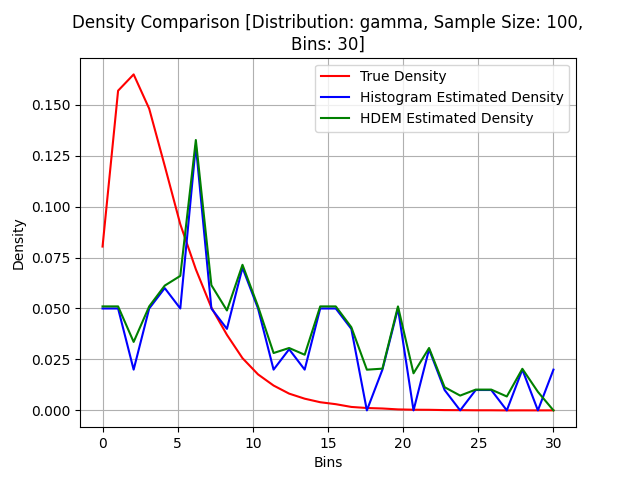 Density Comparison [Distribution: gamma, Sample Size: 100,
Bins: 30]
True Density
Histogram Estimated Density
HDEM Estimated Density
Density
0.150
0.125
0.100
0.075
0.050
0.025
0.000
0 5 10 15 20 25 30
Bins